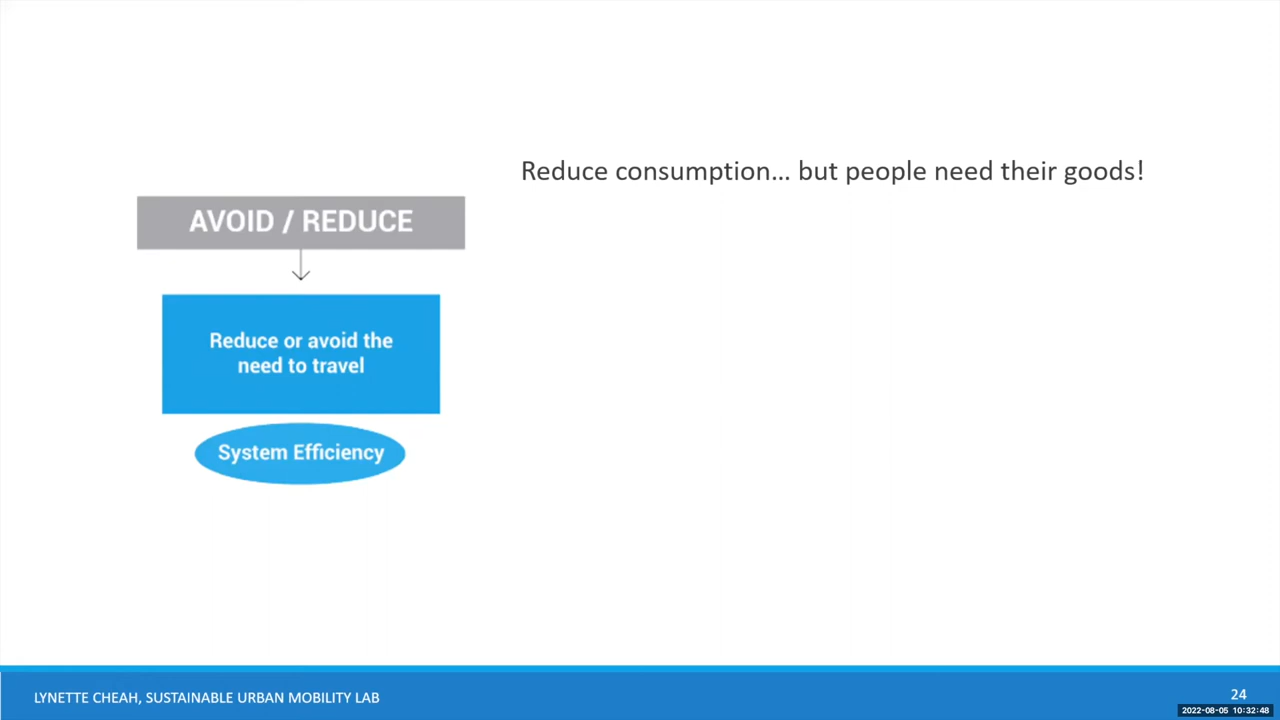 Reduce consumption... but people need their goods!
AVOID / REDUCE
Reduce or avoid the
need to travel
System Efficiency
LYNETTE CHEAH, SUSTAINABLE URBAN MOBILITY LAB
24
2022-08-05 10:32:48